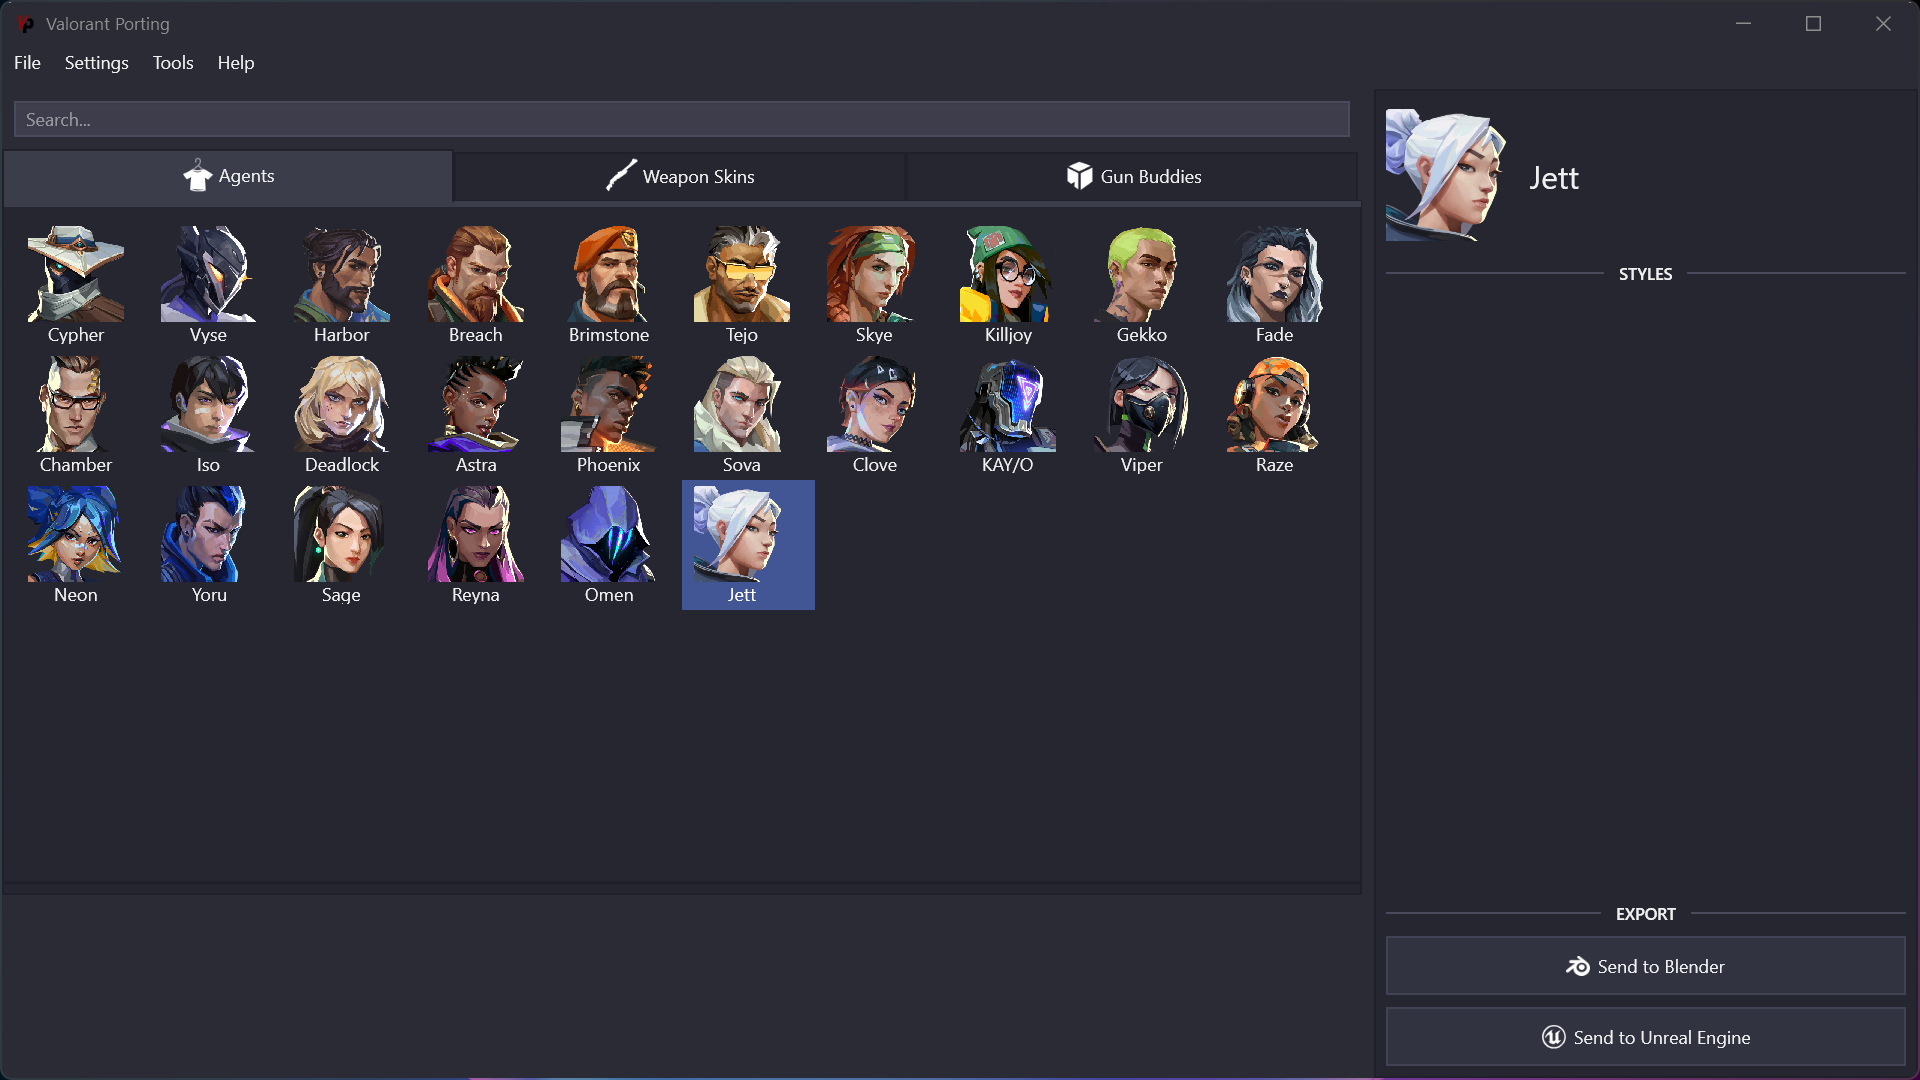 Valorant Porting
File Settings Tools Help
Search...
Agents Weapon Skins Gun Buddies
Cypher Vyse Harbor Breach Brimstone Tejo Skye Killjoy Gekko Fade
Chamber Iso Deadlock Astra Phoenix Sova Clove KAY/O Viper Raze
Neon Yoru Sage Reyna Omen Jett
Jett
STYLES
EXPORT
Send to Blender
Send to Unreal Engine